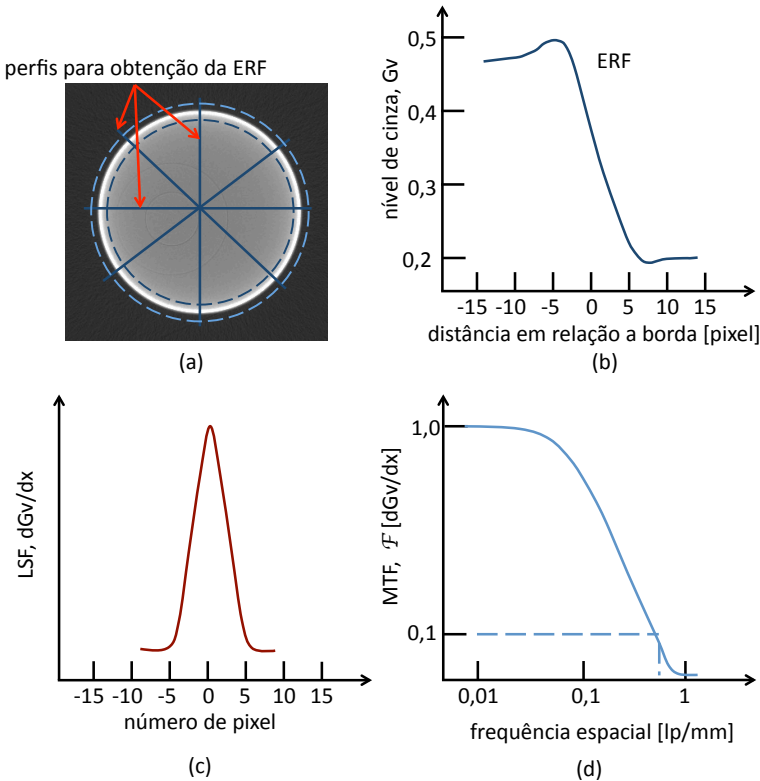 perfis para obtenção da ERF
(a)
nível de cinza, Gv
0,5
0,4
0,3
0,2
ERF
-15 -10 -5 0 5 10 15
distância em relação a borda [pixel]
(b)
LSF, dGv/dx
-15 -10 -5 0 5 10 15
número de pixel
(c)
MTF, ℱ [dGv/dx]
1,0
0,1
0,01 0,1 1
frequência espacial [lp/mm]
(d)